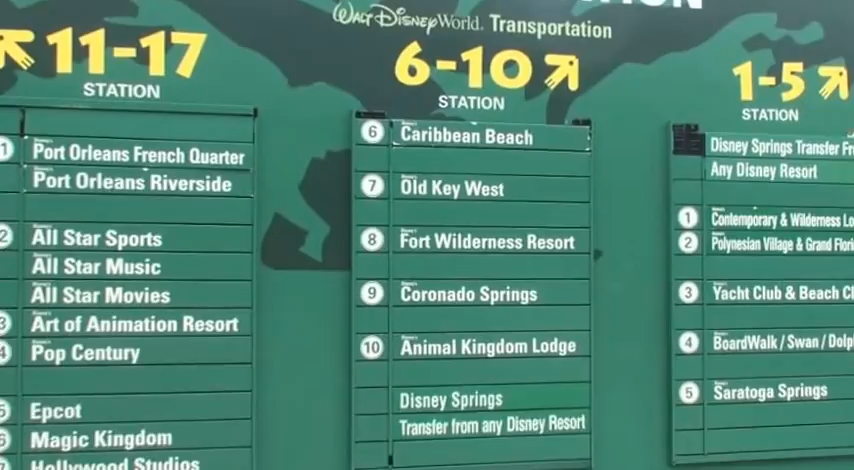 Walt Disney World. Transportation
11-17
STATION
Port Orleans French Quarter
Port Orleans Riverside
All Star Sports
All Star Music
All Star Movies
Art of Animation Resort
Pop Century
Epcot
Magic Kingdom
Hollywood Studios
6-10
STATION
6 Caribbean Beach
7 Old Key West
8 Fort Wilderness Resort
9 Coronado Springs
10 Animal Kingdom Lodge
Disney Springs
Transfer from any Disney Resort
1-5
STATION
Disney Springs Transfer
Any Disney Resort
1 Contemporary & Wilderness
2 Polynesian Village & Grand
3 Yacht Club & Beach
4 BoardWalk / Swan /
5 Saratoga Springs